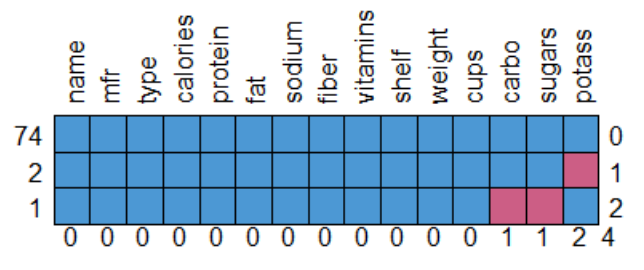 name mfr type calories protein fat sodium fiber vitamins shelf weight cups carbo sugars potass
74 0
2 1
1 2
0 0 0 0 0 0 0 0 0 0 0 0 1 1 2 4